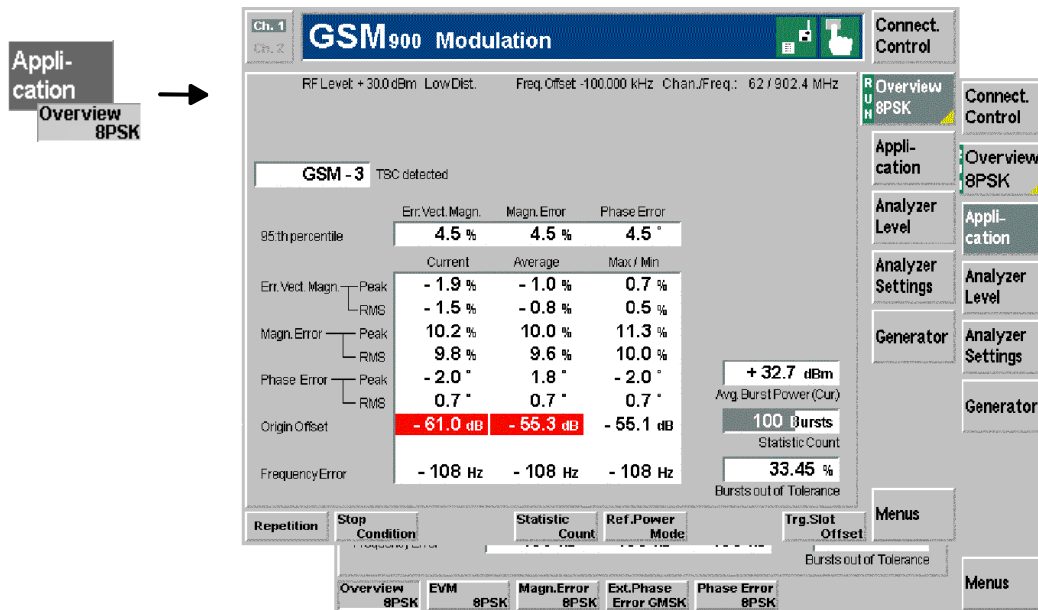 Appli-
cation
Overview
8PSK
Ch. 1
Ch. 2
GSM900 Modulation
Connect.
Control
RF Level: + 30.0 dBm Low Dist. Freq. Offset -100.000 kHz Chan./Freq.: 62 / 902.4 MHz
RUN
Overview
8PSK
Appli-
cation
Analyzer
Level
Analyzer
Settings
Generator
Menus
GSM - 3 TSC detected
Err. Vect. Magn. Magn. Error Phase Error
95.th percentile 4.5 % 4.5 % 4.5 °
Current Average Max / Min
Err. Vect. Magn. Peak - 1.9 % - 1.0 % 0.7 %
RMS - 1.5 % - 0.8 % 0.5 %
Magn. Error Peak 10.2 % 10.0 % 11.3 %
RMS 9.8 % 9.6 % 10.0 %
Phase Error Peak - 2.0 ° 1.8 ° - 2.0 °
RMS 0.7 ° 0.7 ° 0.7 °
Origin Offset - 61.0 dB - 55.3 dB - 55.1 dB
Frequency Error - 108 Hz - 108 Hz - 108 Hz
+ 32.7 dBm
Avg. Burst Power (Cur.)
100 Bursts
Statistic Count
33.45 %
Bursts out of Tolerance
Repetition
Stop
Condition
Statistic
Count
Ref.Power
Mode
Trg.Slot
Offset
Connect.
Control
Overview
8PSK
Appli-
cation
Analyzer
Level
Analyzer
Settings
Generator
Menus
Bursts out of Tolerance
Overview
8PSK
EVM
8PSK
Magn.Error
8PSK
Ext.Phase
Error GMSK
Phase Error
8PSK